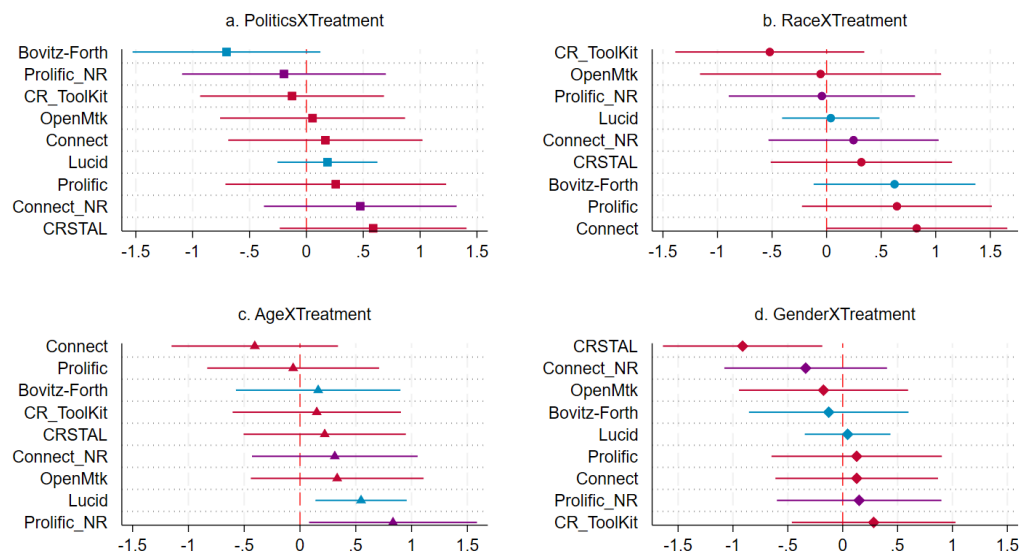 a. PoliticsXTreatment
Bovitz-Forth
Prolific_NR
CR_ToolKit
OpenMtk
Connect
Lucid
Prolific
Connect_NR
CRSTAL
-1.5 -1 -.5 0 .5 1 1.5
b. RaceXTreatment
CR_ToolKit
OpenMtk
Prolific_NR
Lucid
Connect_NR
CRSTAL
Bovitz-Forth
Prolific
Connect
-1.5 -1 -.5 0 .5 1 1.5
c. AgeXTreatment
Connect
Prolific
Bovitz-Forth
CR_ToolKit
CRSTAL
Connect_NR
OpenMtk
Lucid
Prolific_NR
-1.5 -1 -.5 0 .5 1 1.5
d. GenderXTreatment
CRSTAL
Connect_NR
OpenMtk
Bovitz-Forth
Lucid
Prolific
Connect
Prolific_NR
CR_ToolKit
-1.5 -1 -.5 0 .5 1 1.5